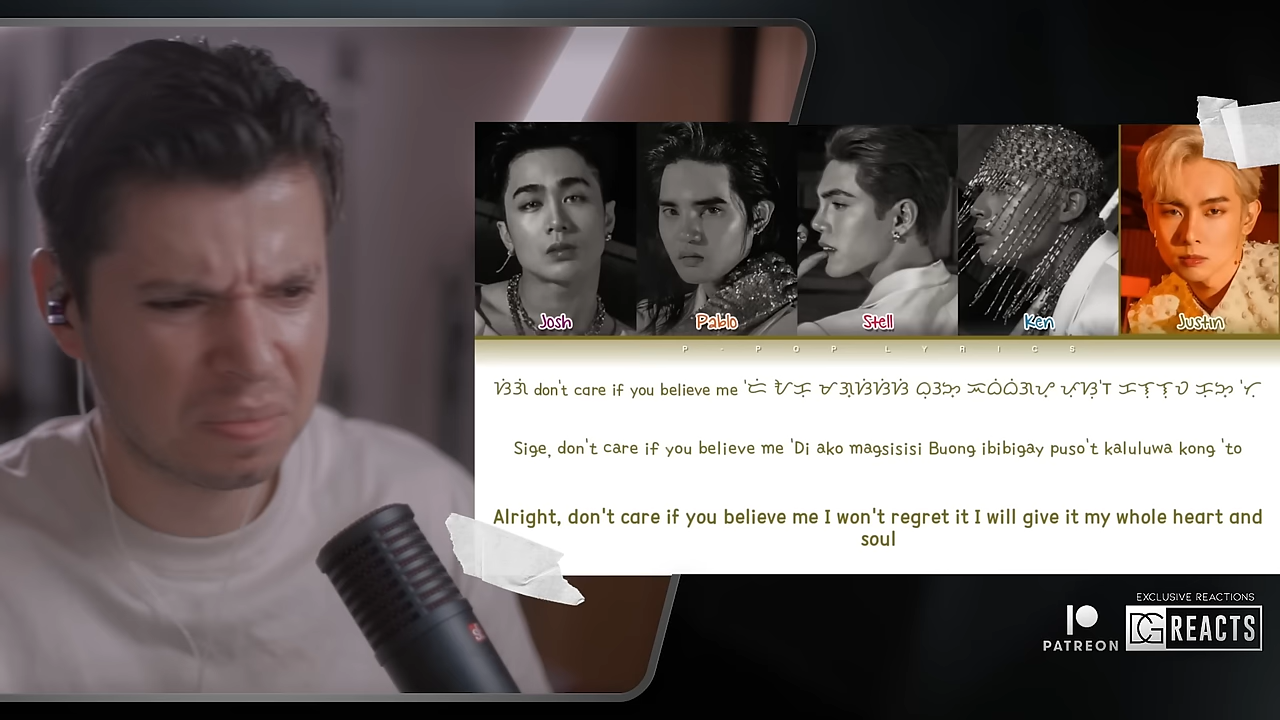 Josh
Pablo
Stell
Ken
Justin
P - P O P L Y R I C S
don't care if you believe me
Sige, don't care if you believe me 'Di ako magsisisi Buong ibibigay puso't kaluluwa kong 'to
Alright, don't care if you believe me I won't regret it I will give it my whole heart and
soul
EXCLUSIVE REACTIONS
PATREON
DG REACTS